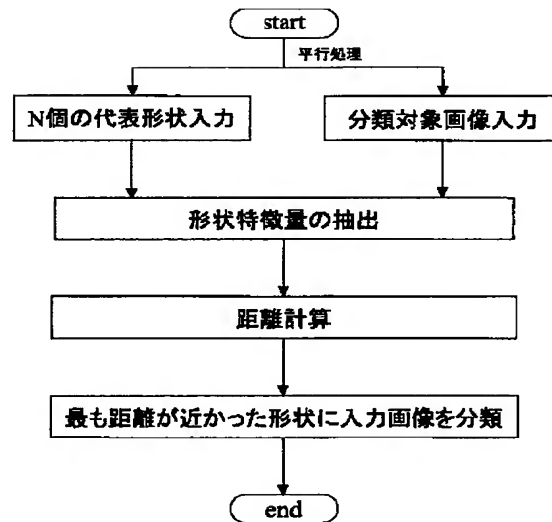 start
平行処理
N個の代表形状入力
分類対象画像入力
形状特徴量の抽出
距離計算
最も距離が近かった形状に入力画像を分類
end